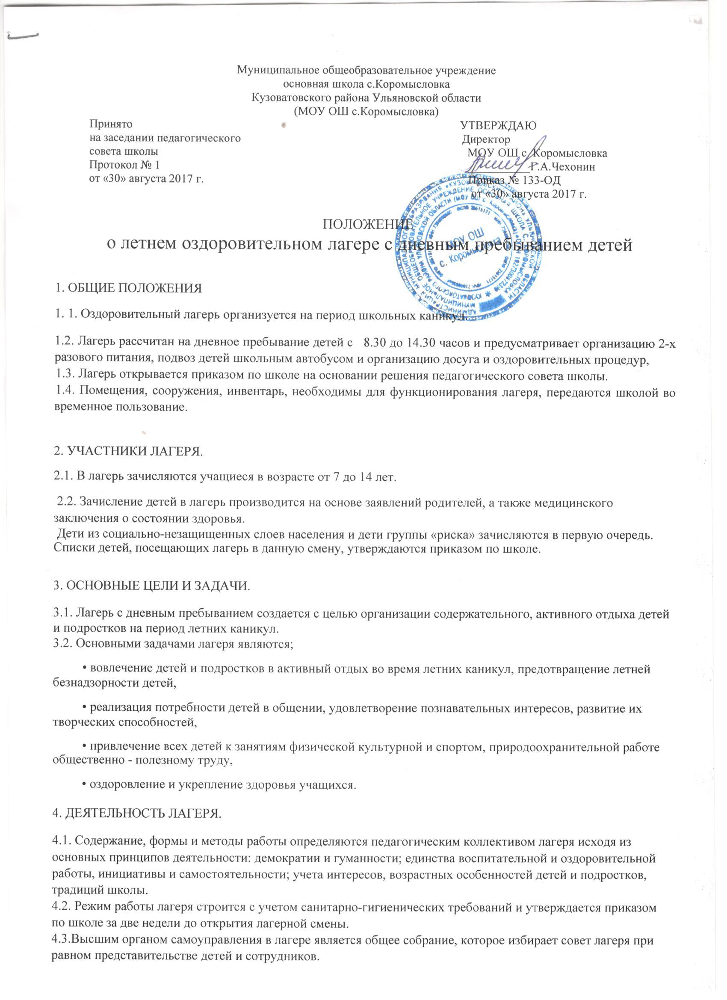 Муниципальное общеобразовательное учреждение
основная школа с.Коромысловка
Кузоватовского района Ульяновской области
(МОУ ОШ с.Коромысловка)
Принято
на заседании педагогического
совета школы
Протокол № 1
от «30» августа 2017 г.
УТВЕРЖДАЮ
Директор
МОУ ОШ с. Коромысловка
Г.А.Чехонин
Приказ № 133-ОД
от «30» августа 2017 г.
МОУ ОШ
с. Коромысловка
ПОЛОЖЕНИЕ
о летнем оздоровительном лагере с дневным пребыванием детей
1. ОБЩИЕ ПОЛОЖЕНИЯ
1. 1. Оздоровительный лагерь организуется на период школьных каникул.
1.2. Лагерь рассчитан на дневное пребывание детей с 8.30 до 14.30 часов и предусматривает организацию 2-х
разового питания, подвоз детей школьным автобусом и организацию досуга и оздоровительных процедур,
1.3. Лагерь открывается приказом по школе на основании решения педагогического совета школы.
1.4. Помещения, сооружения, инвентарь, необходимы для функционирования лагеря, передаются школой во
временное пользование.
2. УЧАСТНИКИ ЛАГЕРЯ.
2.1. В лагерь зачисляются учащиеся в возрасте от 7 до 14 лет.
2.2. Зачисление детей в лагерь производится на основе заявлений родителей, а также медицинского
заключения о состоянии здоровья.
Дети из социально-незащищенных слоев населения и дети группы «риска» зачисляются в первую очередь.
Списки детей, посещающих лагерь в данную смену, утверждаются приказом по школе.
3. ОСНОВНЫЕ ЦЕЛИ И ЗАДАЧИ.
3.1. Лагерь с дневным пребыванием создается с целью организации содержательного, активного отдыха детей
и подростков на период летних каникул.
3.2. Основными задачами лагеря являются;
• вовлечение детей и подростков в активный отдых во время летних каникул, предотвращение летней
безнадзорности детей,
• реализация потребности детей в общении, удовлетворение познавательных интересов, развитие их
творческих способностей,
• привлечение всех детей к занятиям физической культурной и спортом, природоохранительной работе
общественно - полезному труду,
• оздоровление и укрепление здоровья учащихся.
4. ДЕЯТЕЛЬНОСТЬ ЛАГЕРЯ.
4.1. Содержание, формы и методы работы определяются педагогическим коллективом лагеря исходя из
основных принципов деятельности: демократии и гуманности; единства воспитательной и оздоровительной
работы, инициативы и самостоятельности; учета интересов, возрастных особенностей детей и подростков,
традиций школы.
4.2. Режим работы лагеря строится с учетом санитарно-гигиенических требований и утверждается приказом
по школе за две недели до открытия лагерной смены.
4.3.Высшим органом самоуправления в лагере является общее собрание, которое избирает совет лагеря при
равном представительстве детей и сотрудников.